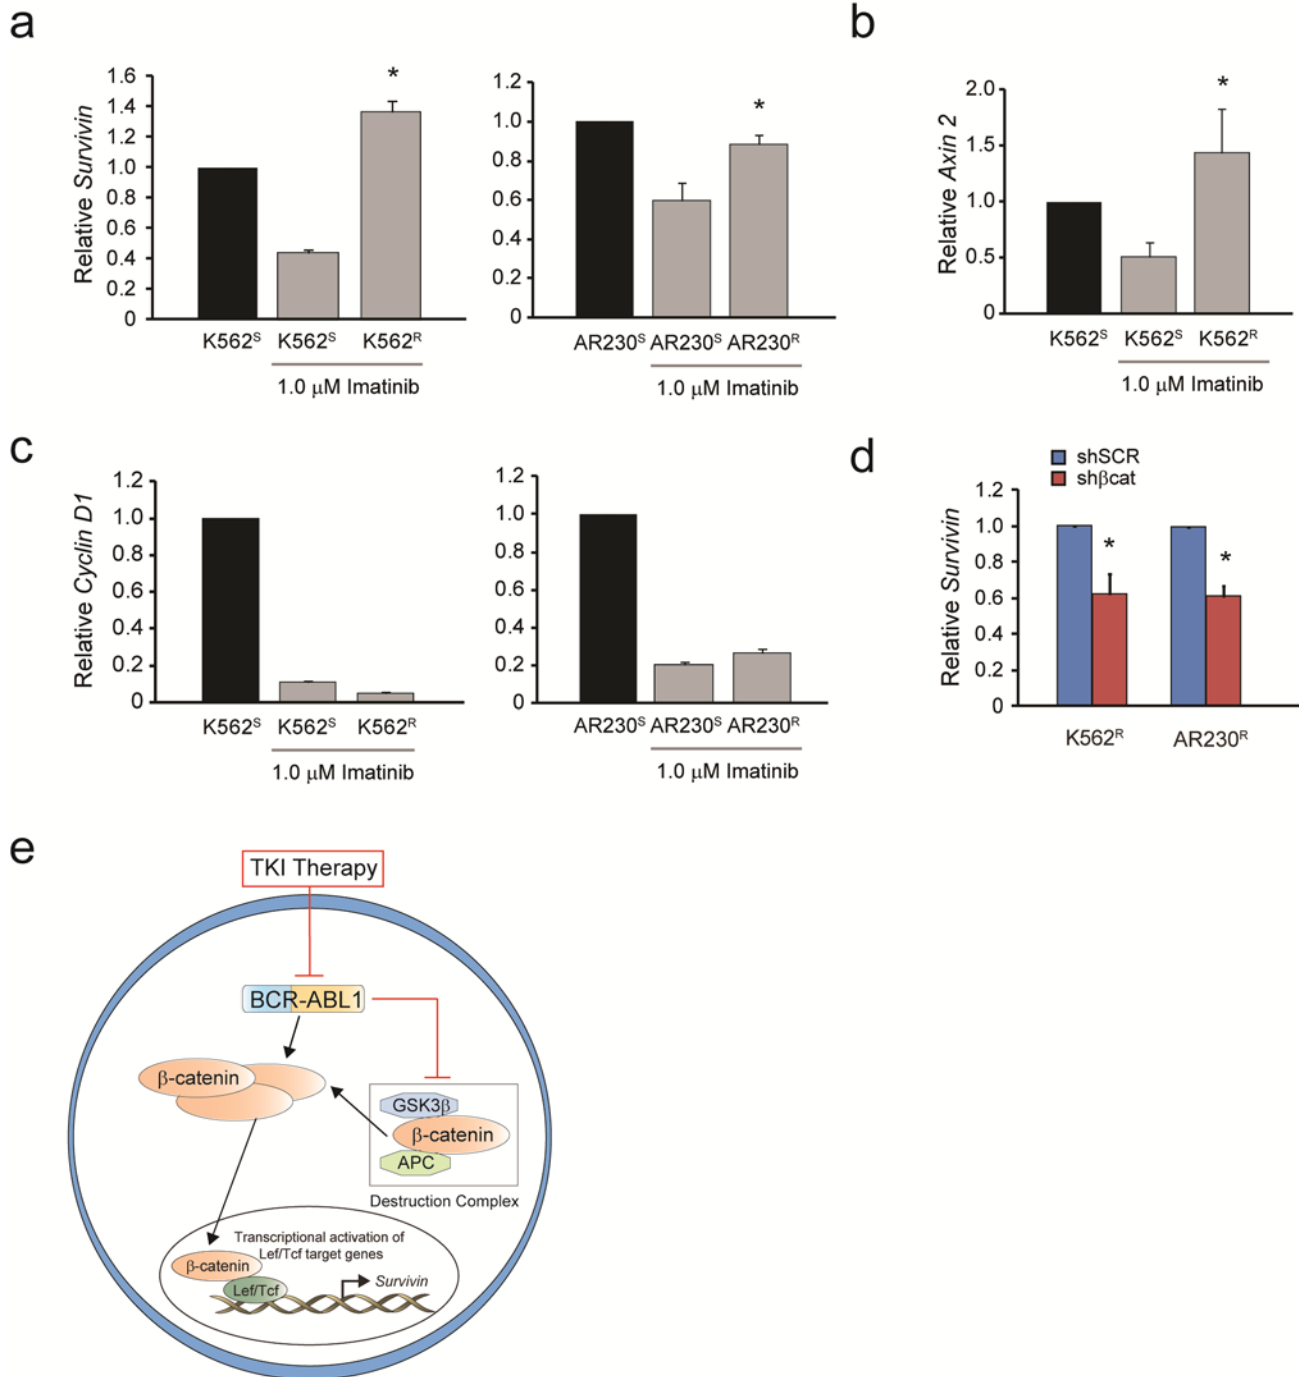 a
Relative Survivin
1.6
1.4
1.2
1.0
0.8
0.6
0.4
0.2
0
*
K562ˢ K562ˢ K562ᴿ
1.0 μM Imatinib
1.2
1.0
0.8
0.6
0.4
0.2
0
*
AR230ˢ AR230ˢ AR230ᴿ
1.0 μM Imatinib
b
Relative Axin 2
2.0
1.5
1.0
0.5
0
*
K562ˢ K562ˢ K562ᴿ
1.0 μM Imatinib
c
Relative Cyclin D1
1.2
1.0
0.8
0.6
0.4
0.2
0
K562ˢ K562ˢ K562ᴿ
1.0 μM Imatinib
1.2
1.0
0.8
0.6
0.4
0.2
0
AR230ˢ AR230ˢ AR230ᴿ
1.0 μM Imatinib
d
shSCR
shβcat
Relative Survivin
1.2
1.0
0.8
0.6
0.4
0.2
0
*
*
K562ᴿ AR230ᴿ
e
TKI Therapy
BCR-ABL1
β-catenin
GSK3β
β-catenin
APC
Destruction Complex
Transcriptional activation of
Lef/Tcf target genes
β-catenin
Lef/Tcf
Survivin